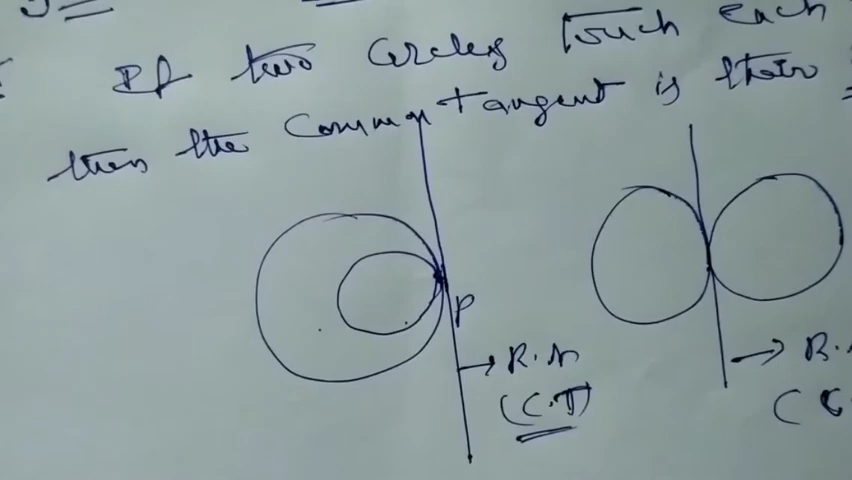 If two circles Touch each
then the common tangent is their
P
R.A
(C.T)
R.A
(C